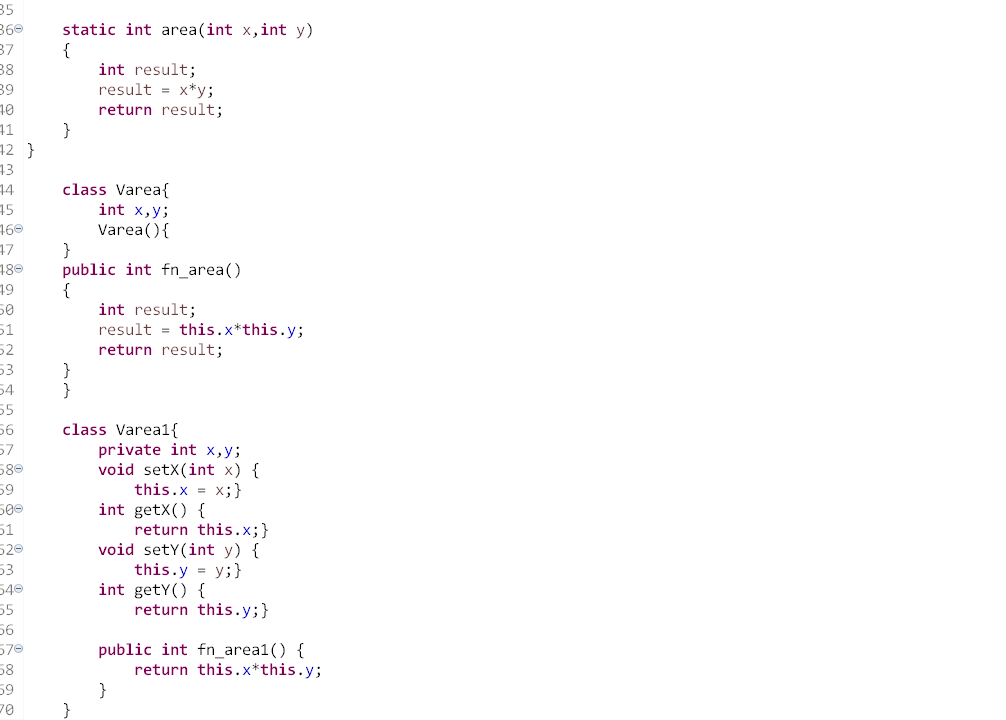 35
36 static int area(int x,int y)
37 {
38 int result;
39 result = x*y;
40 return result;
41 }
42 }
43
44 class Varea{
45 int x,y;
46 Varea(){
47 }
48 public int fn_area()
49 {
50 int result;
51 result = this.x*this.y;
52 return result;
53 }
54 }
55
56 class Varea1{
57 private int x,y;
58 void setX(int x) {
59 this.x = x;}
60 int getX() {
61 return this.x;}
62 void setY(int y) {
63 this.y = y;}
64 int getY() {
65 return this.y;}
66
67 public int fn_area1() {
68 return this.x*this.y;
69 }
70 }